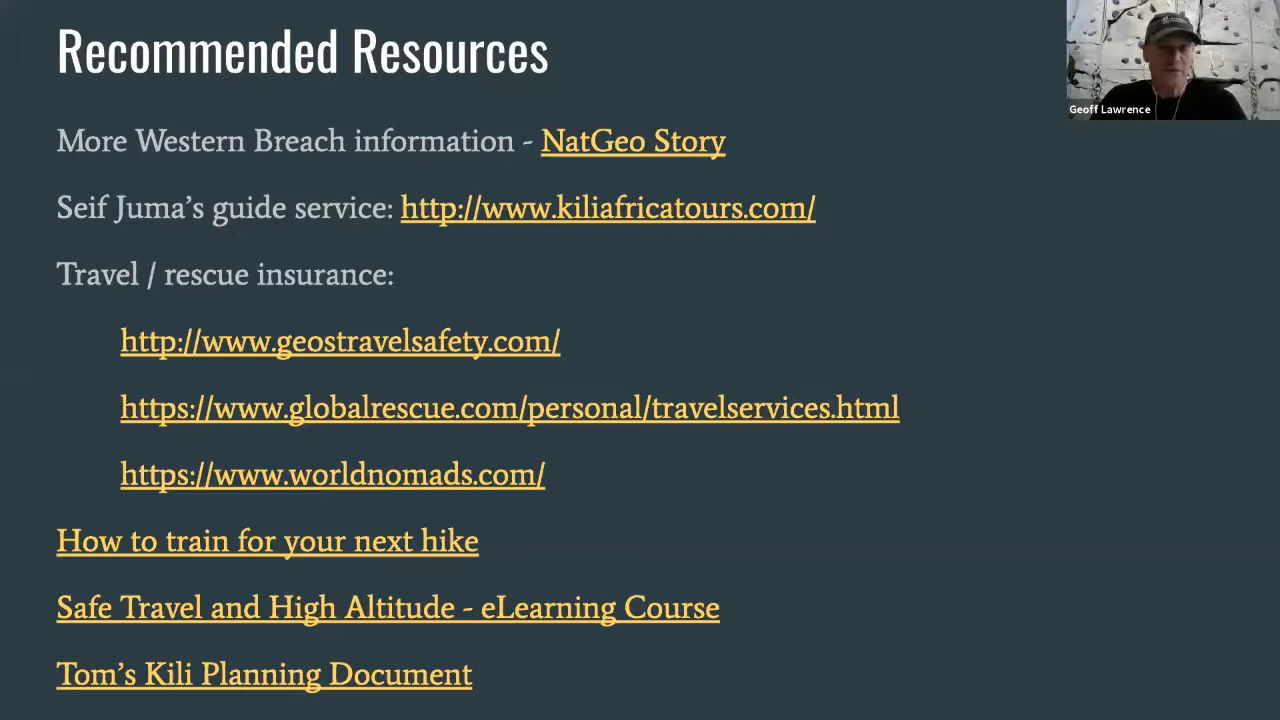 Recommended Resources
Geoff Lawrence
More Western Breach information - NatGeo Story
Seif Juma’s guide service: http://www.kiliafricatours.com/
Travel / rescue insurance:
http://www.geostravelsafety.com/
https://www.globalrescue.com/personal/travelservices.html
https://www.worldnomads.com/
How to train for your next hike
Safe Travel and High Altitude - eLearning Course
Tom’s Kili Planning Document